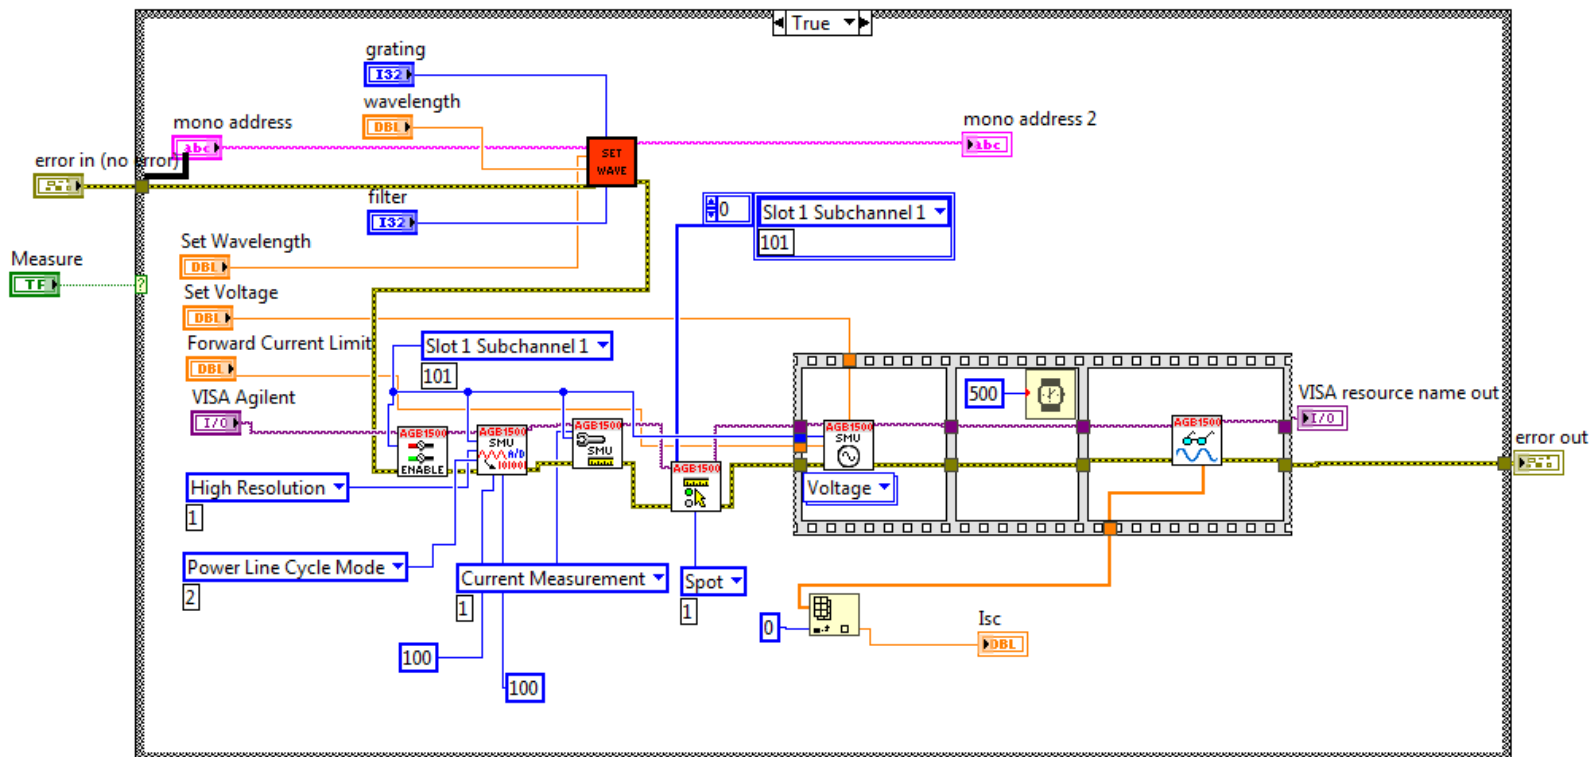 True
grating
I32
wavelength
DBL
mono address
abc
mono address 2
abc
error in (no error)
SET
WAVE
filter
I32
0
Slot 1 Subchannel 1
101
Set Wavelength
DBL
Measure
TF
?
Set Voltage
DBL
Forward Current Limit
DBL
Slot 1 Subchannel 1
101
VISA Agilent
I/O
500
VISA resource name out
I/O
AGB1500
ENABLE
AGB1500
SMU
A/D
10100
AGB1500
SMU
AGB1500
AGB1500
SMU
AGB1500
error out
High Resolution
1
Voltage
Power Line Cycle Mode
2
Current Measurement
1
Spot
1
0
Isc
DBL
100
100